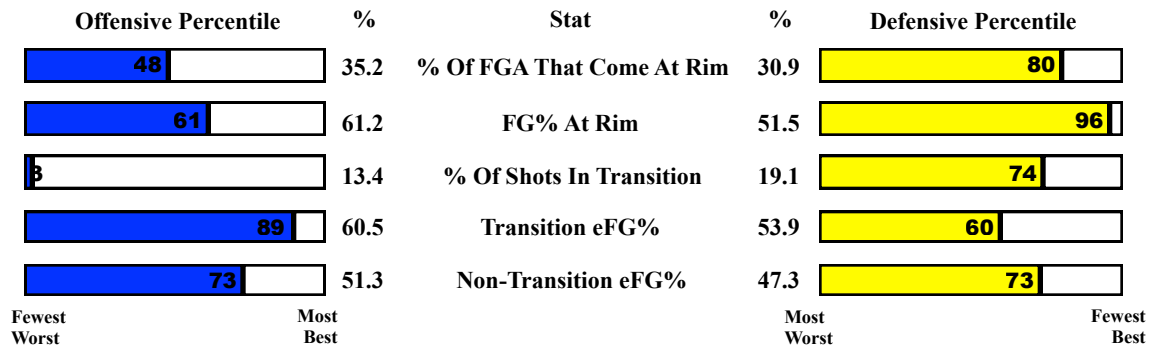 Offensive Percentile % Stat % Defensive Percentile
48 35.2 % Of FGA That Come At Rim 30.9 80
61 61.2 FG% At Rim 51.5 96
3 13.4 % Of Shots In Transition 19.1 74
89 60.5 Transition eFG% 53.9 60
73 51.3 Non-Transition eFG% 47.3 73
Fewest Most Most Fewest
Worst Best Worst Best